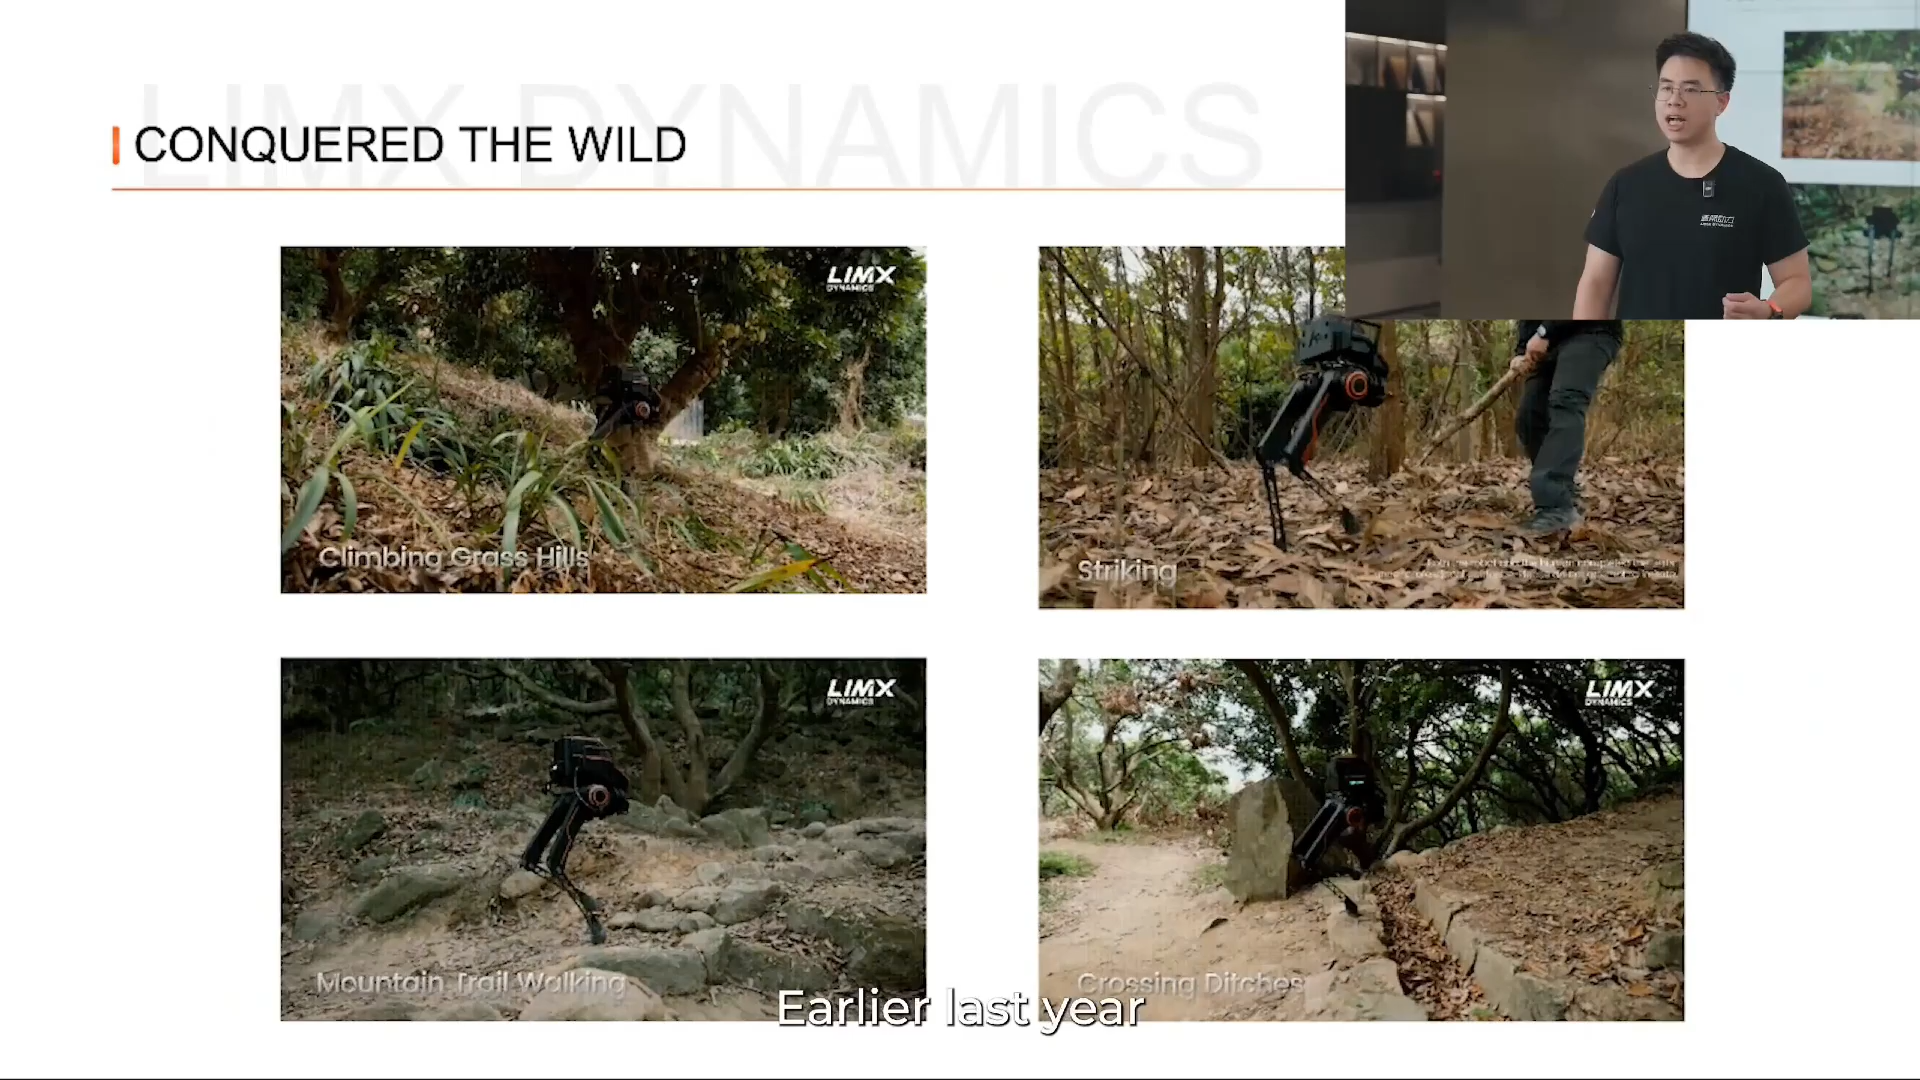 LIMX DYNAMICS
CONQUERED THE WILD
LIMX
DYNAMICS
Climbing Grass Hills
Striking
LIMX
DYNAMICS
Mountain Trail Walking
LIMX
DYNAMICS
Crossing Ditches
Earlier last year